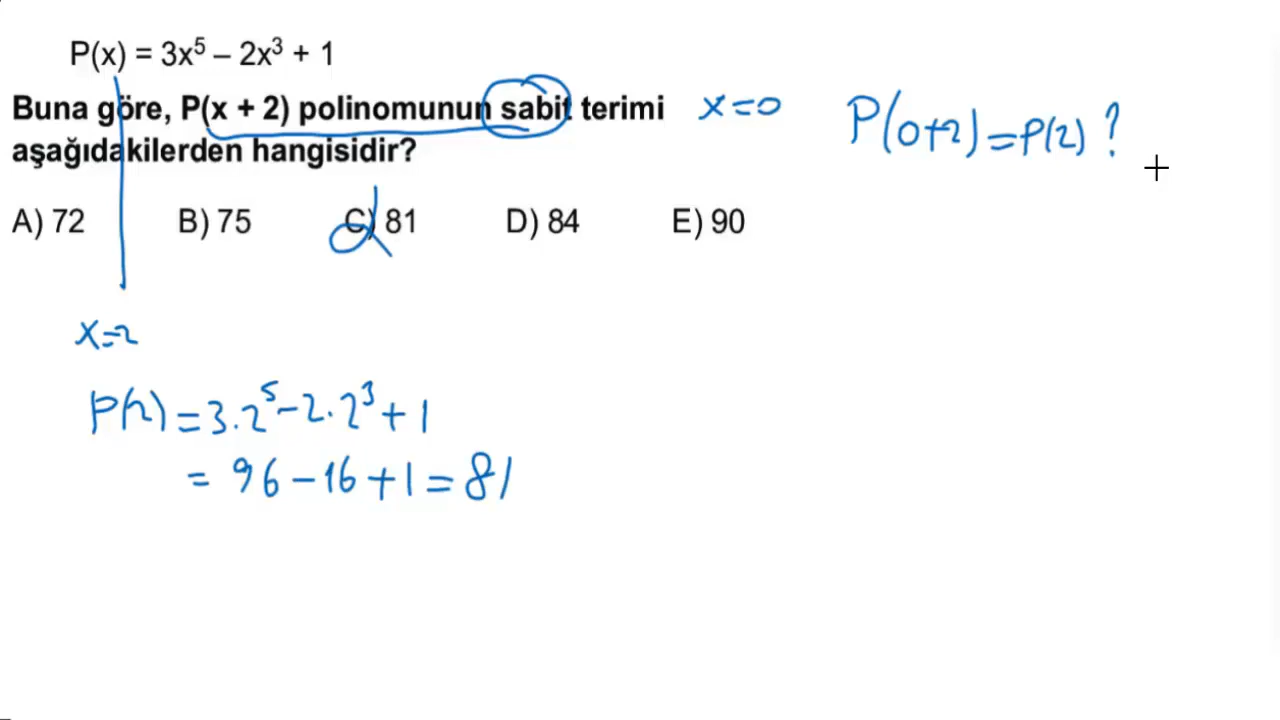 P(x) = 3x⁵ – 2x³ + 1
Buna göre, P(x + 2) polinomunun sabit terimi x=0 P(0+2)=P(2) ?
aşağıdakilerden hangisidir?
A) 72 B) 75 C) 81 D) 84 E) 90
x=2
P(2) = 3.2⁵ - 2.2³ + 1
= 96 - 16 + 1 = 81